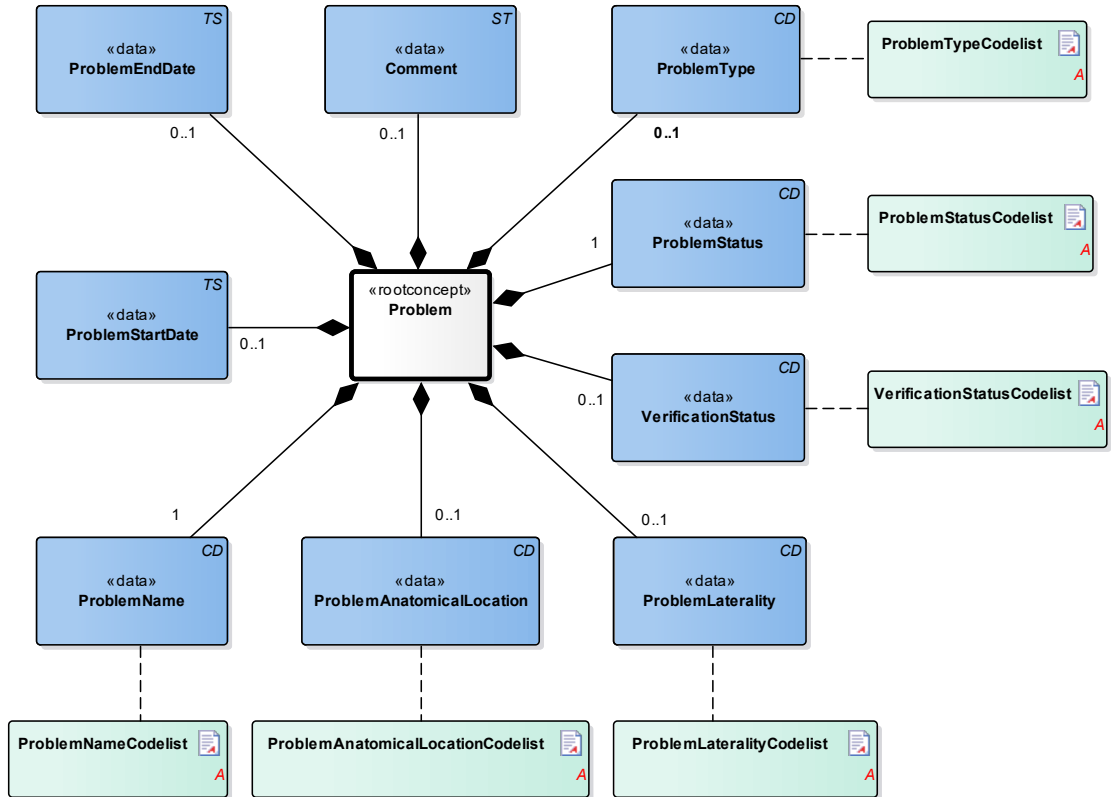 TS
«data»
ProblemEndDate
0..1
ST
«data»
Comment
0..1
CD
«data»
ProblemType
0..1
ProblemTypeCodelist
A
CD
«data»
ProblemStatus
1
ProblemStatusCodelist
A
TS
«data»
ProblemStartDate
0..1
«rootconcept»
Problem
CD
«data»
VerificationStatus
0..1
VerificationStatusCodelist
A
1
CD
«data»
ProblemName
0..1
CD
«data»
ProblemAnatomicalLocation
0..1
CD
«data»
ProblemLaterality
ProblemNameCodelist
A
ProblemAnatomicalLocationCodelist
A
ProblemLateralityCodelist
A